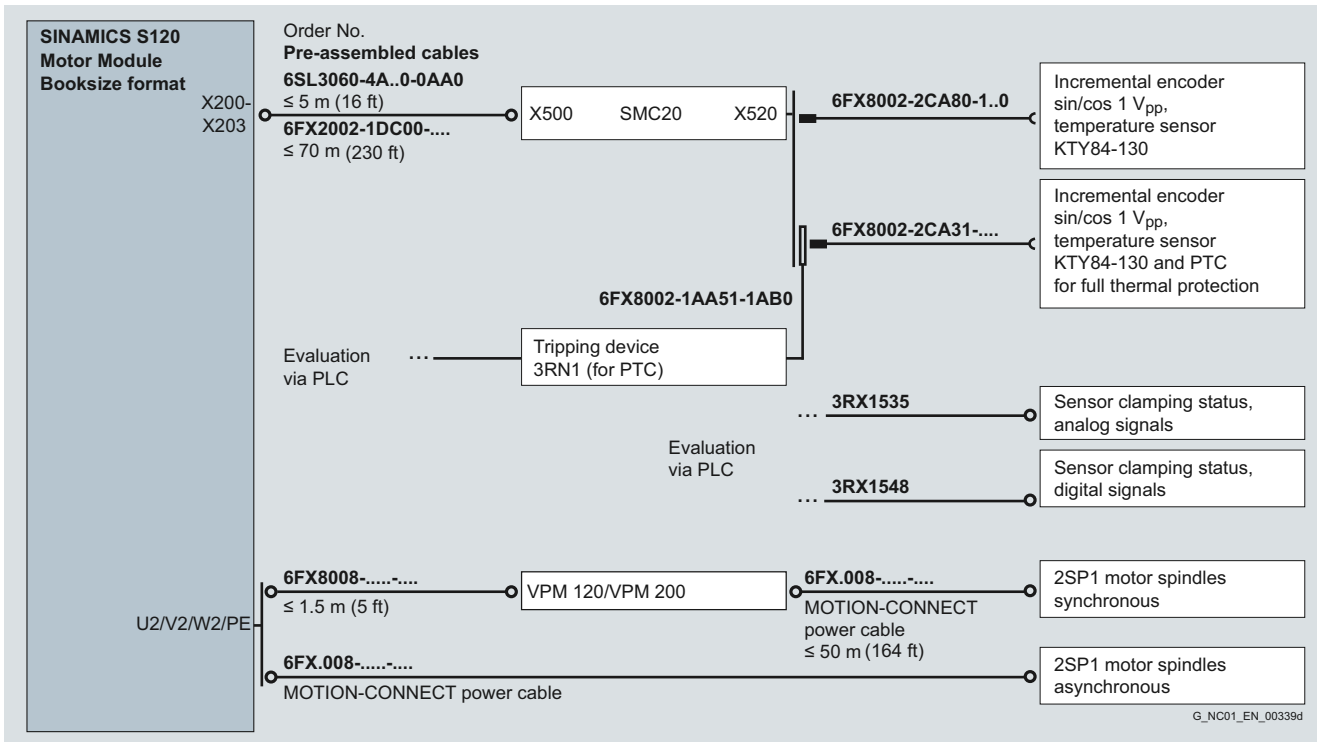 SINAMICS S120
Motor Module
Booksize format
X200-
X203
Order No.
Pre-assembled cables
6SL3060-4A..0-0AA0
≤ 5 m (16 ft)
6FX2002-1DC00-....
≤ 70 m (230 ft)
X500 SMC20 X520
6FX8002-2CA80-1..0
Incremental encoder
sin/cos 1 Vpp,
temperature sensor
KTY84-130
6FX8002-2CA31-....
Incremental encoder
sin/cos 1 Vpp,
temperature sensor
KTY84-130 and PTC
for full thermal protection
6FX8002-1AA51-1AB0
Evaluation ...
via PLC
Tripping device
3RN1 (for PTC)
... 3RX1535
Sensor clamping status,
analog signals
Evaluation
via PLC
... 3RX1548
Sensor clamping status,
digital signals
U2/V2/W2/PE
6FX8008-.....-....
≤ 1.5 m (5 ft)
VPM 120/VPM 200
6FX.008-.....-....
MOTION-CONNECT
power cable
≤ 50 m (164 ft)
2SP1 motor spindles
synchronous
6FX.008-.....-....
MOTION-CONNECT power cable
2SP1 motor spindles
asynchronous
G_NC01_EN_00339d